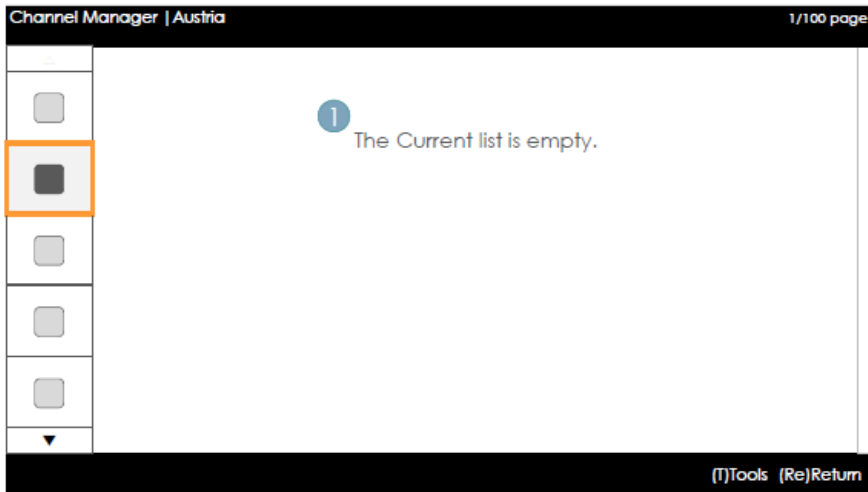 Channel Manager | Austria 1/100 page
1
The Current list is empty.
(T)Tools (Re)Return